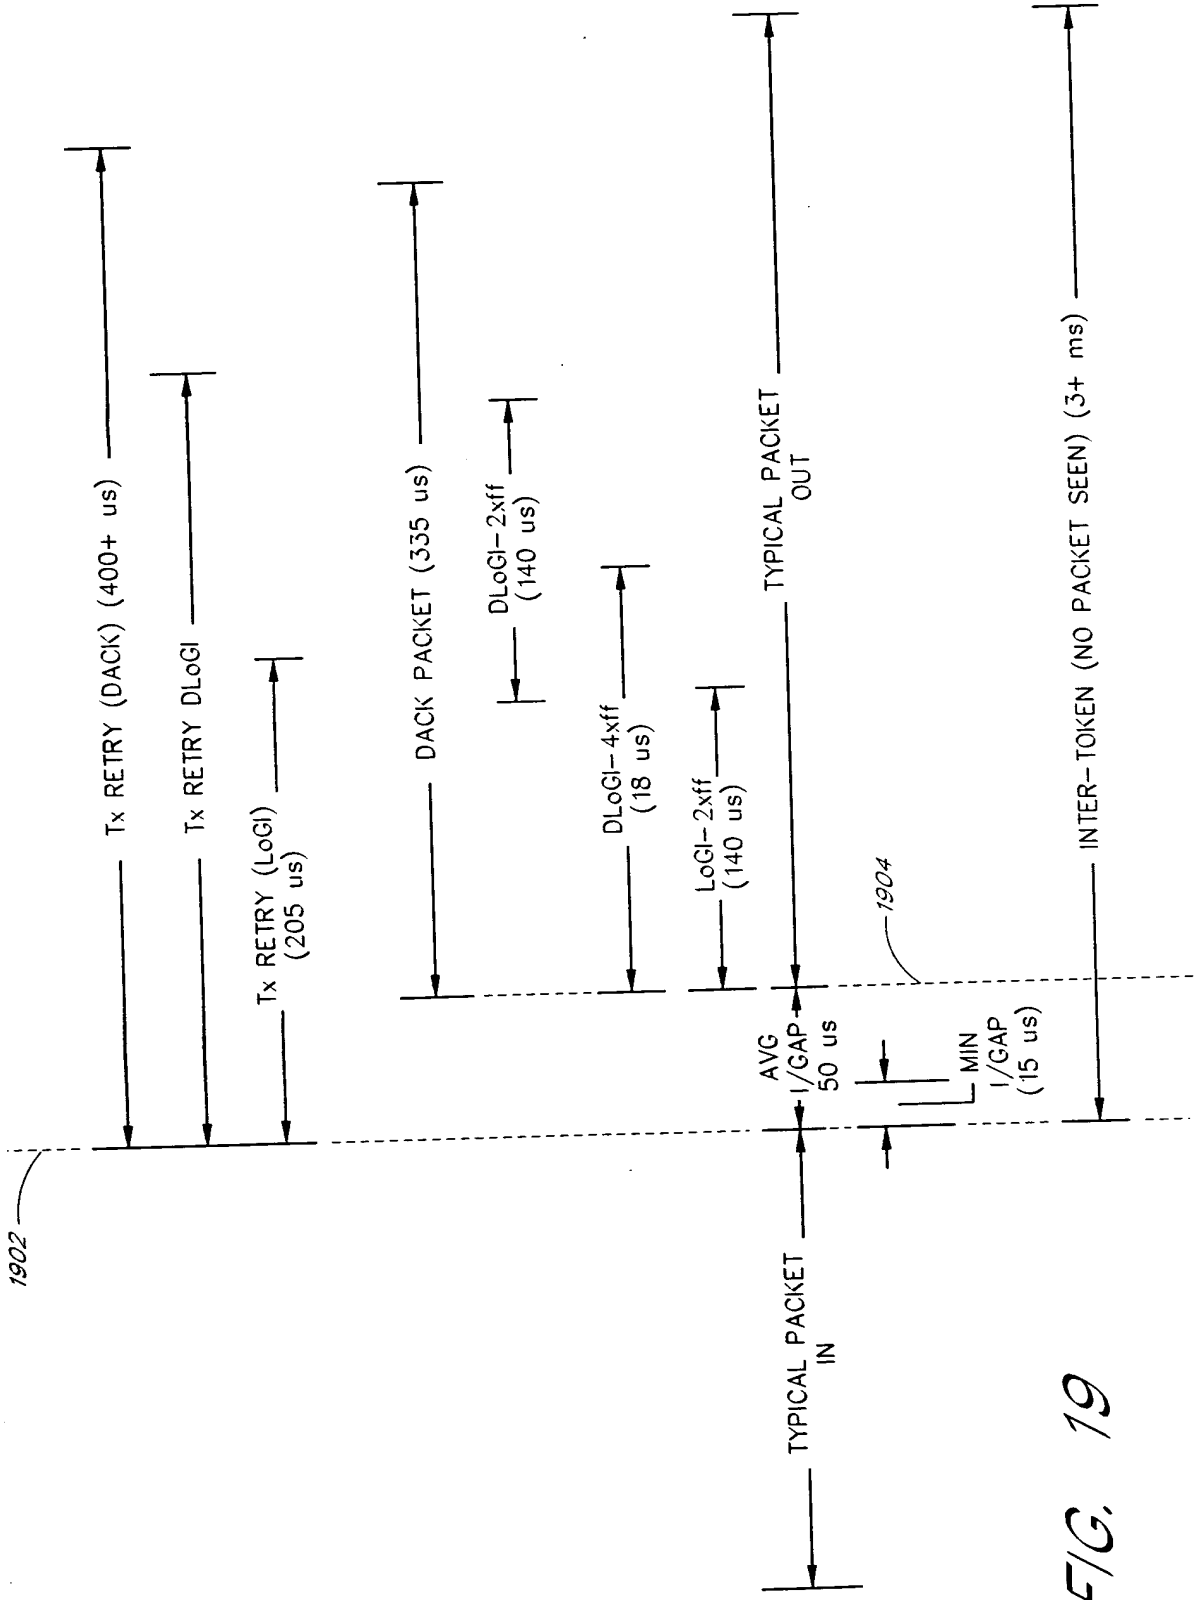 1902
Tx RETRY (DACK) (400+ us)
Tx RETRY DLoGI
Tx RETRY (LoGI)
(205 us)
DACK PACKET (335 us)
DLoGI-2xff
(140 us)
DLoGI-4xff
(18 us)
LoGI-2xff
(140 us)
TYPICAL PACKET
IN
AVG
I/GAP
50 us
TYPICAL PACKET
OUT
MIN
I/GAP
(15 us)
1904
INTER-TOKEN (NO PACKET SEEN) (3+ ms)
FIG. 19